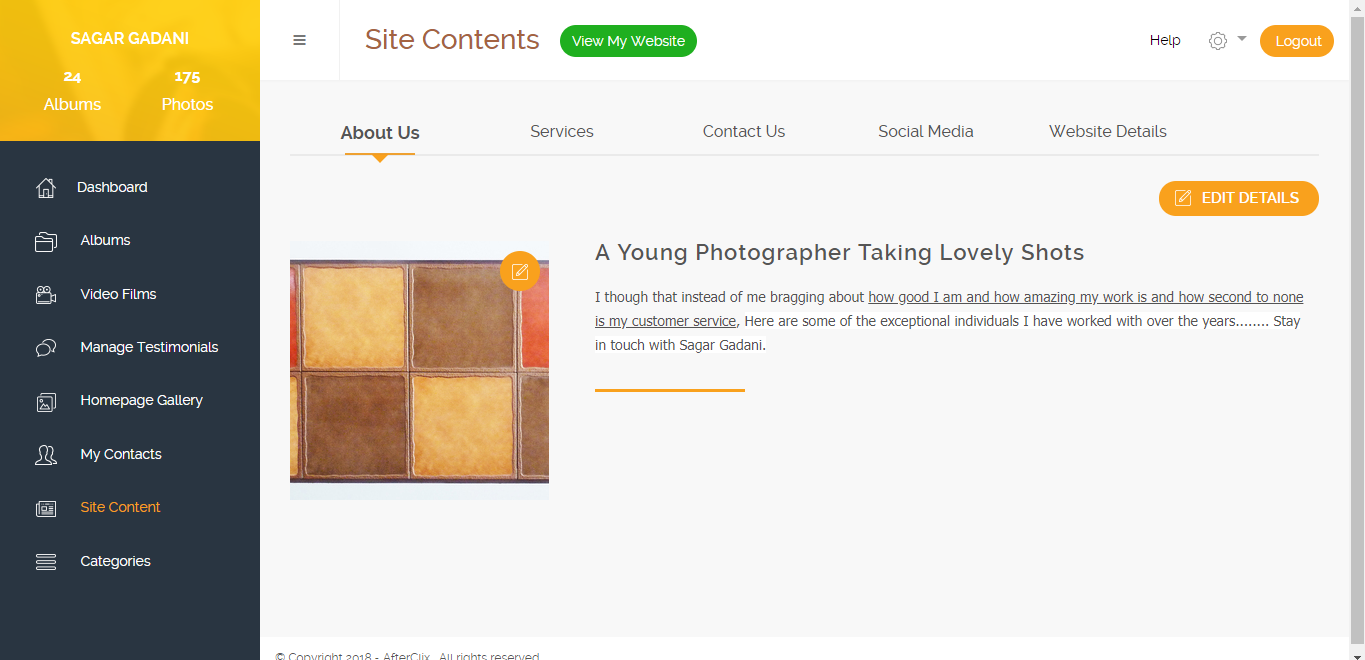 SAGAR GADANI
24 175
Albums Photos
Dashboard
Albums
Video Films
Manage Testimonials
Homepage Gallery
My Contacts
Site Content
Categories
Site Contents
View My Website
Help
Logout
About Us
Services
Contact Us
Social Media
Website Details
EDIT DETAILS
A Young Photographer Taking Lovely Shots
I though that instead of me bragging about how good I am and how amazing my work is and how second to none
is my customer service, Here are some of the exceptional individuals I have worked with over the years........ Stay
in touch with Sagar Gadani.
© Copyright 2018 - AfterClix . All rights reserved